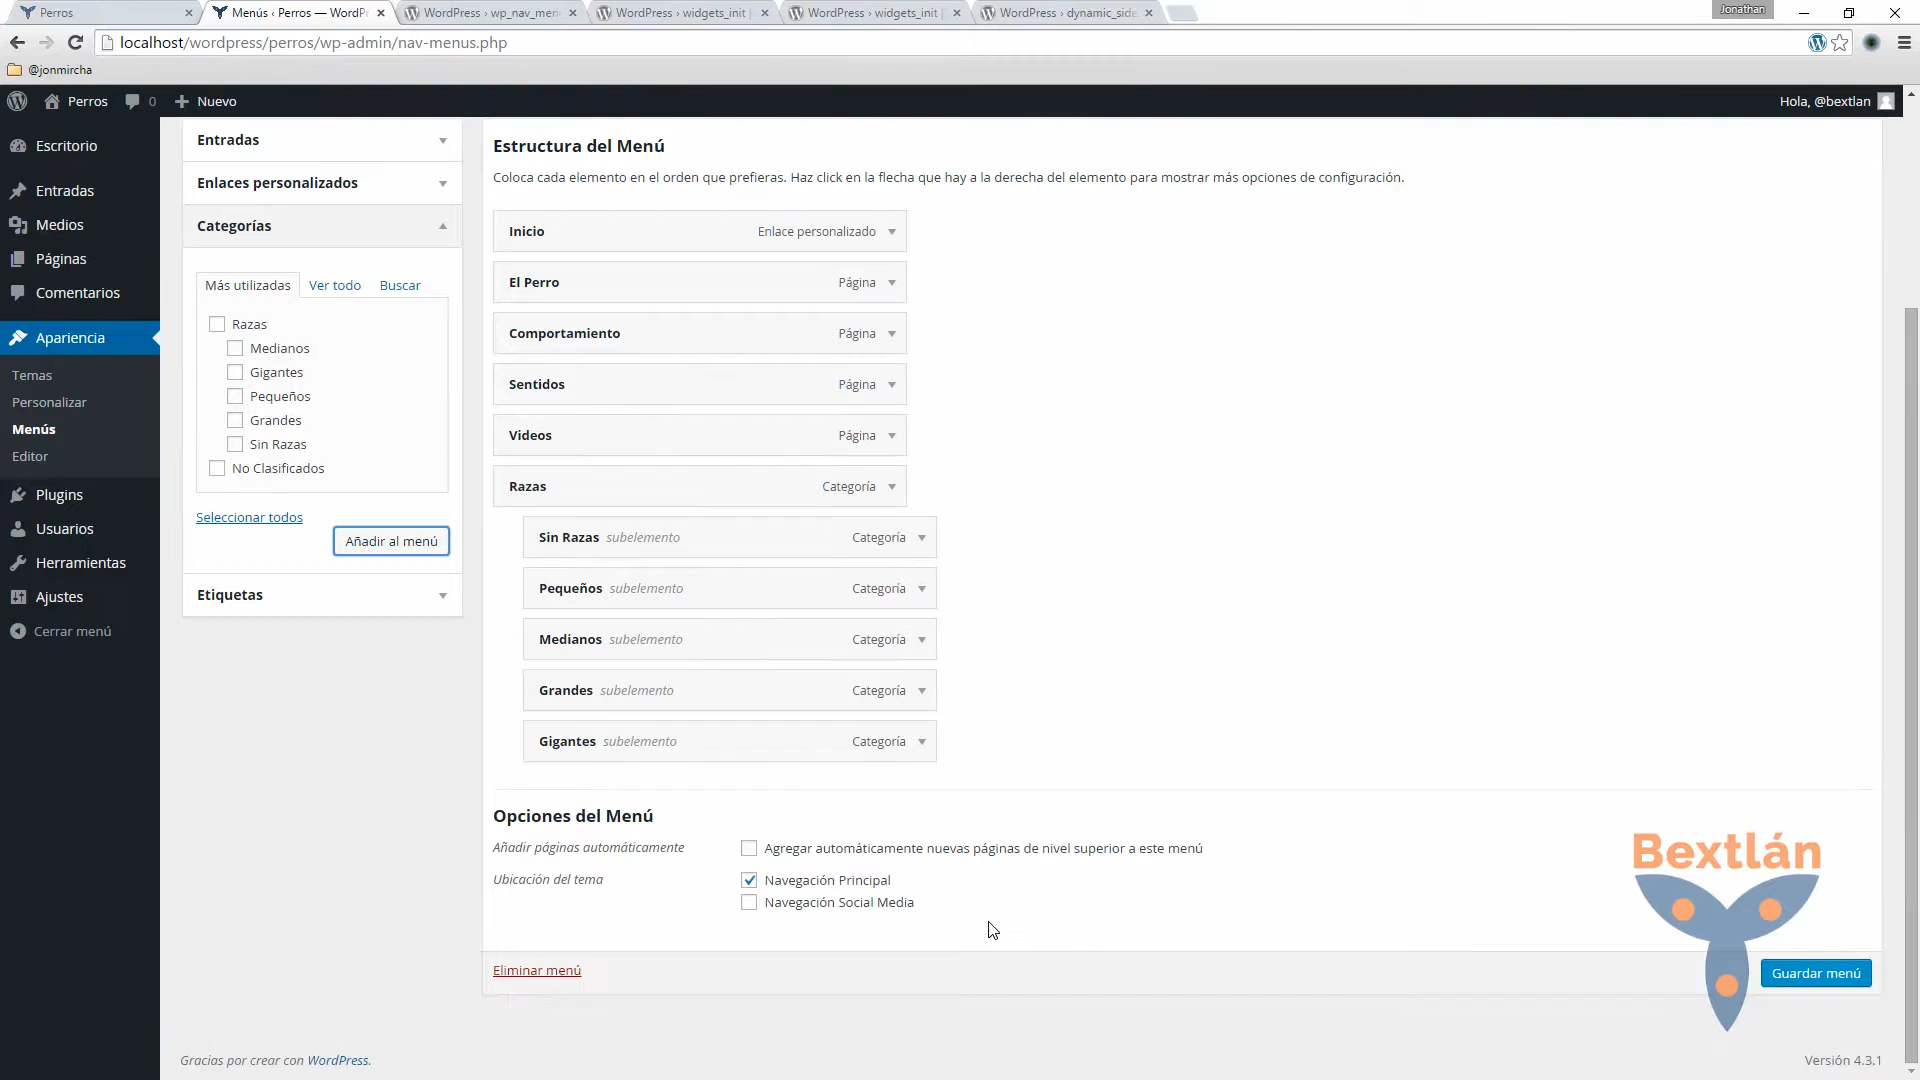 Perros
Menús ‹ Perros — WordPr
WordPress › wp_nav_men
WordPress › widgets_init |
WordPress › widgets_init |
WordPress › dynamic_side
Jonathan
localhost/wordpress/perros/wp-admin/nav-menus.php
@jonmircha
Perros
0
Nuevo
Hola, @bextlan
Escritorio
Entradas
Medios
Páginas
Comentarios
Apariencia
Temas
Personalizar
Menús
Editor
Plugins
Usuarios
Herramientas
Ajustes
Cerrar menú
Entradas
Enlaces personalizados
Categorías
Más utilizadas
Ver todo
Buscar
Razas
Medianos
Gigantes
Pequeños
Grandes
Sin Razas
No Clasificados
Seleccionar todos
Añadir al menú
Etiquetas
Estructura del Menú
Coloca cada elemento en el orden que prefieras. Haz click en la flecha que hay a la derecha del elemento para mostrar más opciones de configuración.
Inicio Enlace personalizado
El Perro Página
Comportamiento Página
Sentidos Página
Videos Página
Razas Categoría
Sin Razas subelemento Categoría
Pequeños subelemento Categoría
Medianos subelemento Categoría
Grandes subelemento Categoría
Gigantes subelemento Categoría
Opciones del Menú
Añadir páginas automáticamente Agregar automáticamente nuevas páginas de nivel superior a este menú
Ubicación del tema Navegación Principal
Navegación Social Media
Bextlán
Eliminar menú
Guardar menú
Gracias por crear con WordPress.
Versión 4.3.1